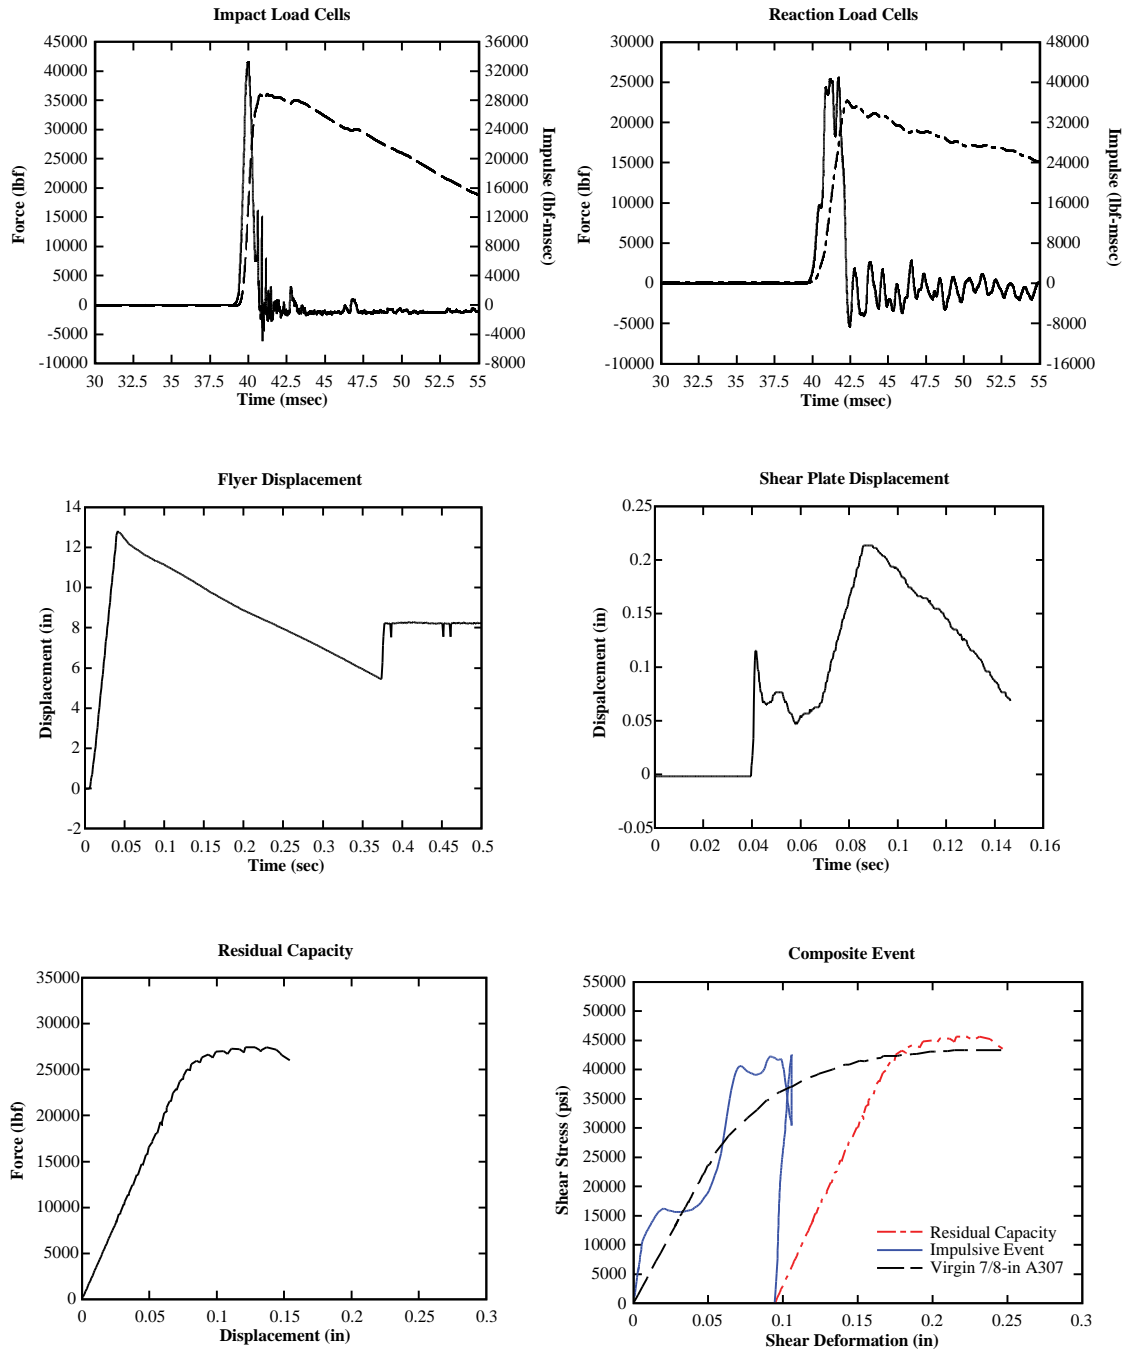 Impact Load Cells
45000
40000
35000
30000
25000
20000
15000
10000
5000
0
-5000
-10000
36000
32000
28000
24000
20000
16000
12000
8000
4000
0
-4000
-8000
30 32.5 35 37.5 40 42.5 45 47.5 50 52.5 55
Force (lbf)
Impulse (lbf-msec)
Time (msec)
Reaction Load Cells
30000
25000
20000
15000
10000
5000
0
-5000
-10000
48000
40000
32000
24000
16000
8000
0
-8000
-16000
30 32.5 35 37.5 40 42.5 45 47.5 50 52.5 55
Force (lbf)
Impulse (lbf-msec)
Time (msec)
Flyer Displacement
14
12
10
8
6
4
2
0
-2
0 0.05 0.1 0.15 0.2 0.25 0.3 0.35 0.4 0.45 0.5
Displacement (in)
Time (sec)
Shear Plate Displacement
0.25
0.2
0.15
0.1
0.05
0
-0.05
0 0.02 0.04 0.06 0.08 0.1 0.12 0.14 0.16
Dispalcement (in)
Time (sec)
Residual Capacity
35000
30000
25000
20000
15000
10000
5000
0
0 0.05 0.1 0.15 0.2 0.25 0.3
Force (lbf)
Displacement (in)
Composite Event
55000
50000
45000
40000
35000
30000
25000
20000
15000
10000
5000
0
0 0.05 0.1 0.15 0.2 0.25 0.3
Shear Stress (psi)
Shear Deformation (in)
Residual Capacity
Impulsive Event
Virgin 7/8-in A307